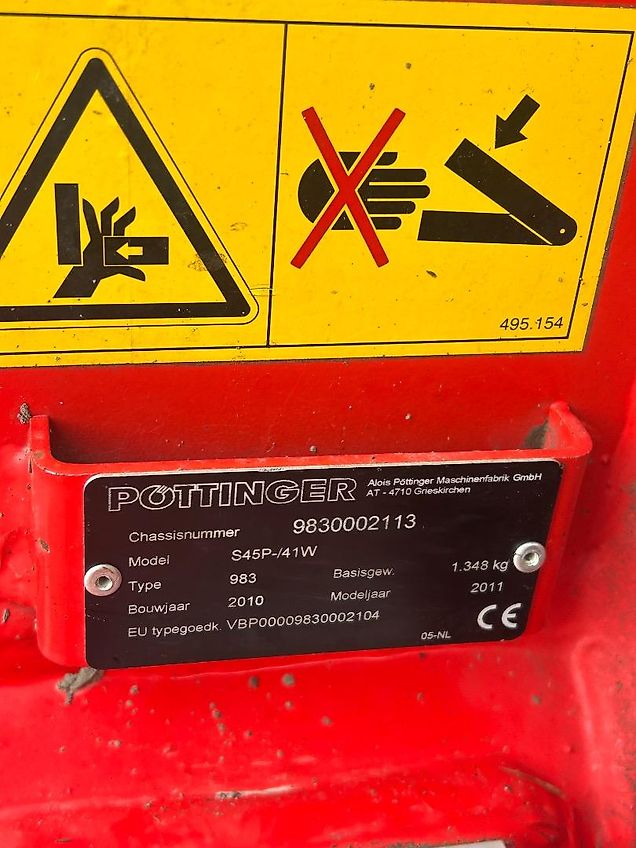 495.154
PÖTTINGER
Alois Pöttinger Maschinenfabrik GmbH
AT - 4710 Grieskirchen
Chassisnummer 9830002113
Model S45P-/41W
Type 983 Basisgew. 1.348 kg
Bouwjaar 2010 Modeljaar 2011
EU typegoedk. VBP00009830002104
05-NL CE